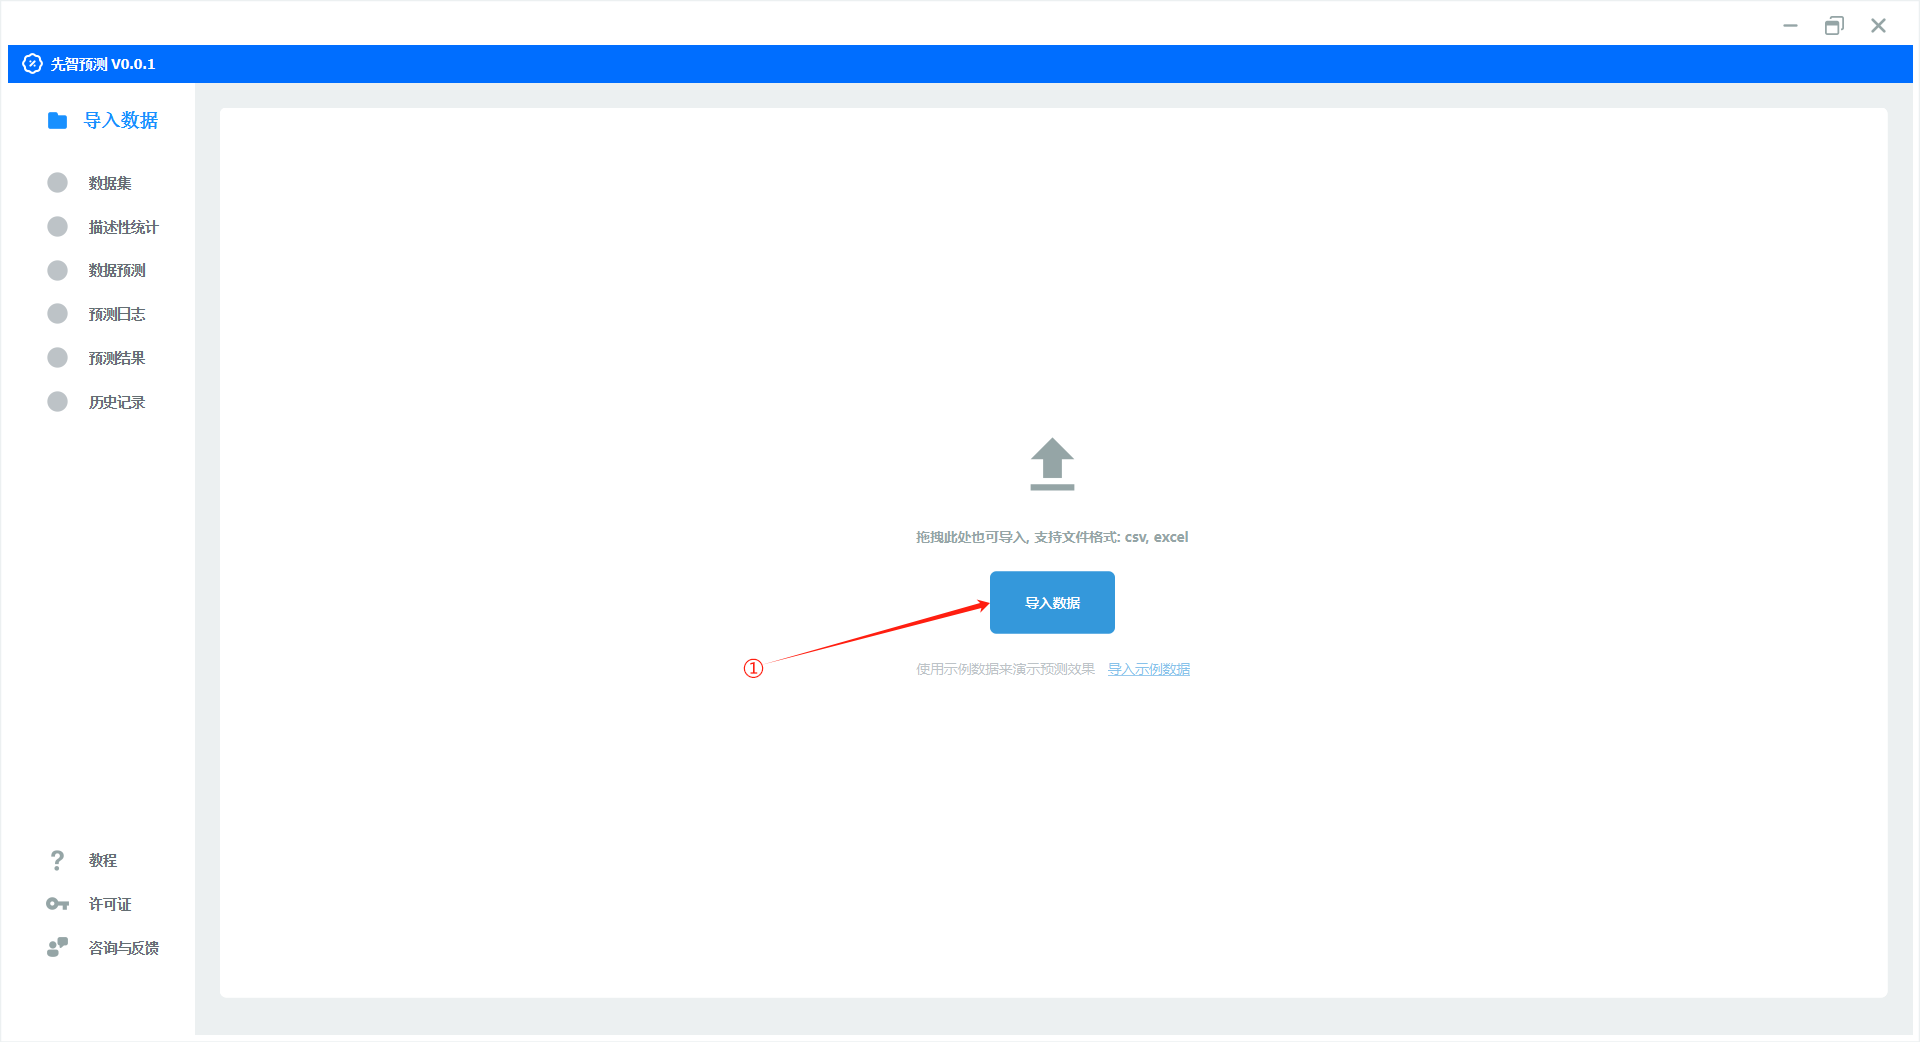 先智预测 V0.0.1
导入数据
数据集
描述性统计
数据预测
预测日志
预测结果
历史记录
拖拽此处也可导入, 支持文件格式: csv, excel
导入数据
①
使用示例数据来演示预测效果 导入示例数据
教程
许可证
咨询与反馈